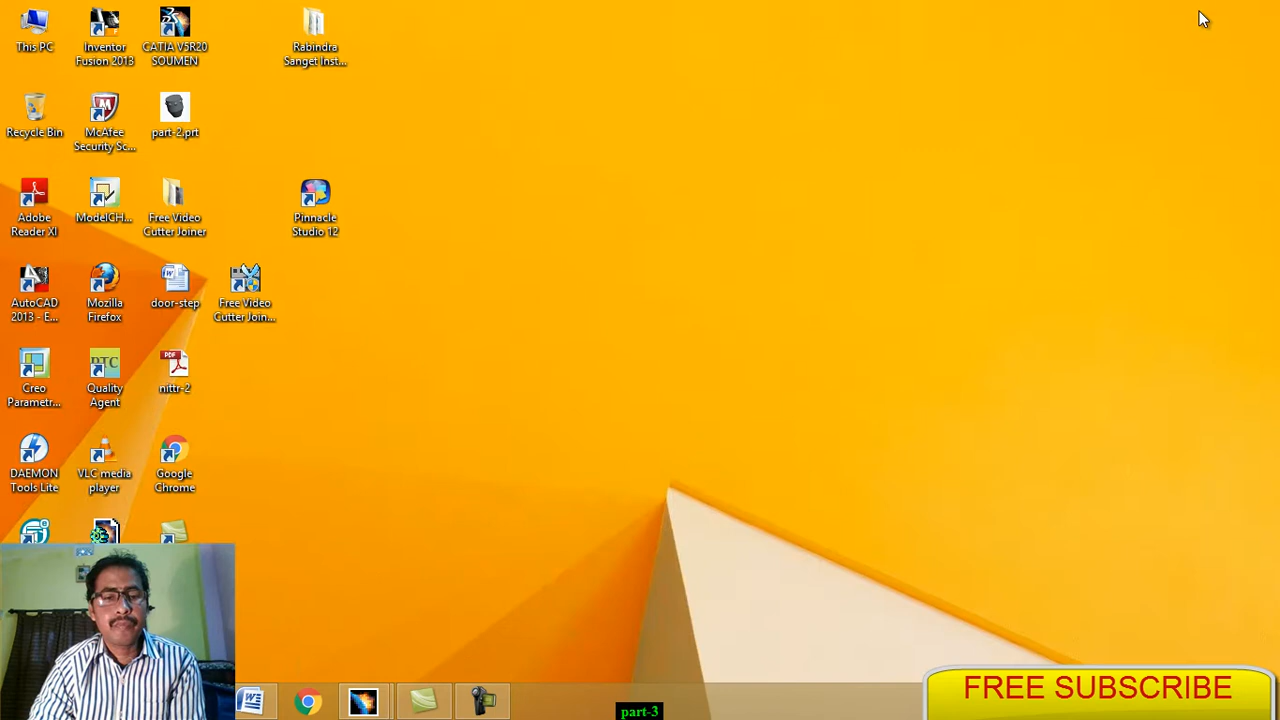 This PC
Inventor
Fusion 2013
CATIA V5R20
SOUMEN
Rabindra
Sanget Inst...
Recycle Bin
McAfee
Security Sc...
part-2.prt
Adobe
Reader XI
ModelCH...
Free Video
Cutter Joiner
Pinnacle
Studio 12
AutoCAD
2013 - E...
Mozilla
Firefox
door-step
Free Video
Cutter Join...
PTC
PDF
Creo
Parametr...
Quality
Agent
nittr-2
DAEMON
Tools Lite
VLC media
player
Google
Chrome
FREE SUBSCRIBE
part-3